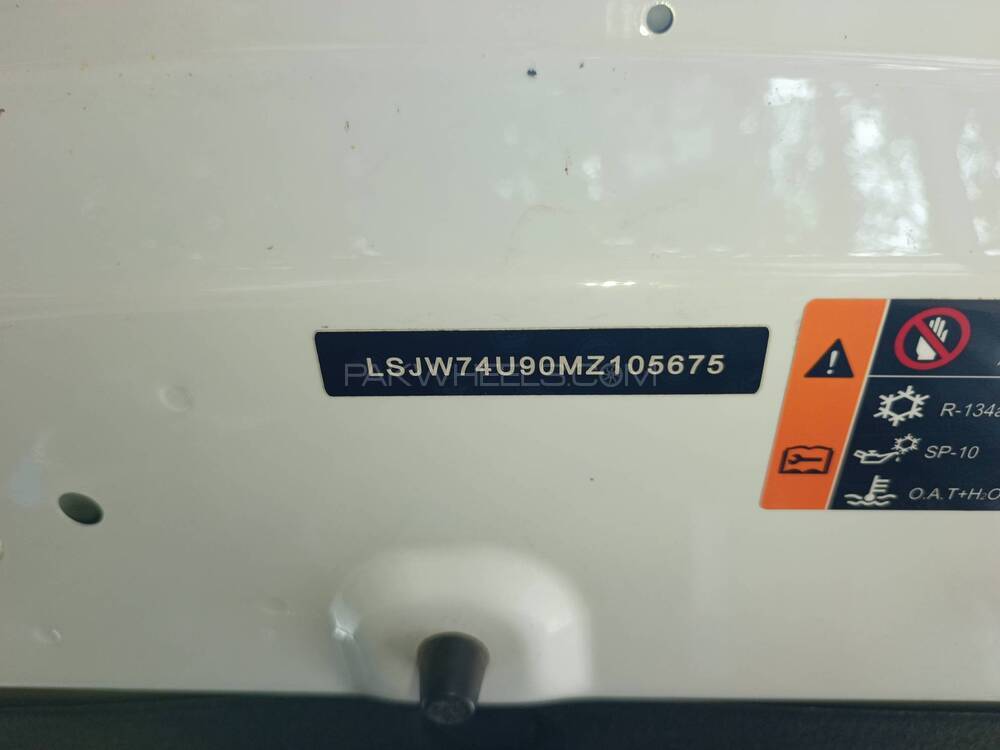 LSJW74U90MZ105675
PAKWHEELS.COM
R-134a
SP-10
O.A.T+H₂O